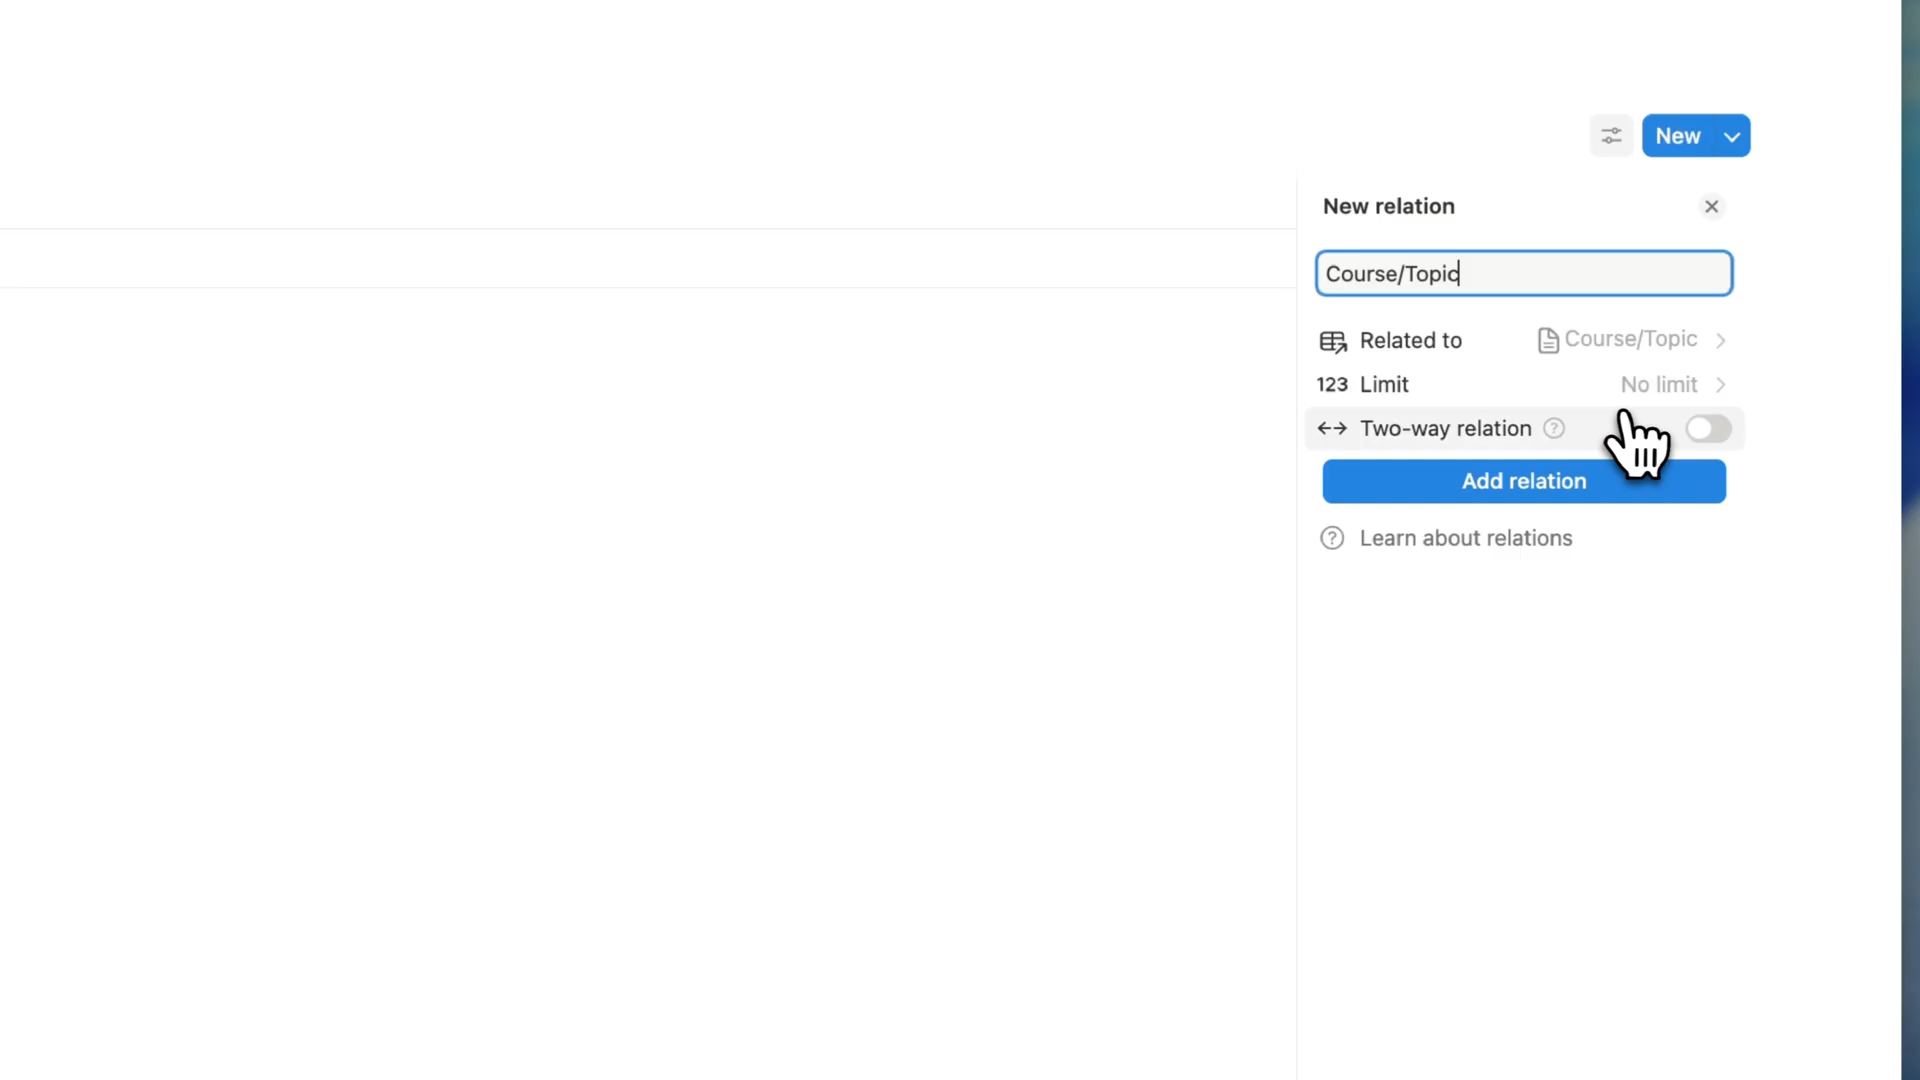 New
New relation
Course/Topic
Related to Course/Topic
123 Limit No limit
Two-way relation
Add relation
Learn about relations